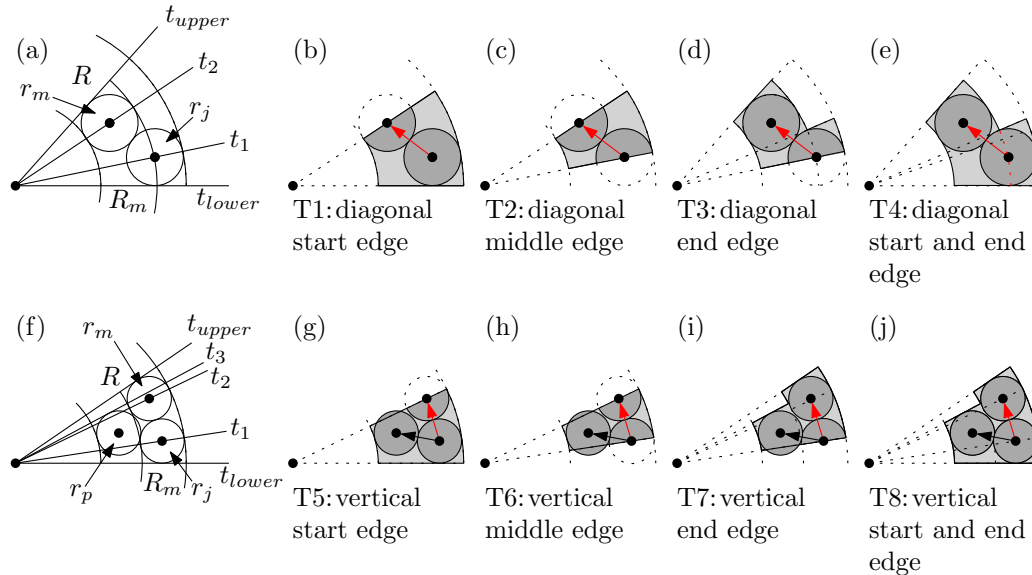 (a)
t_upper
t_2
R
r_m
r_j
t_1
R_m
t_lower
(b)
T1: diagonal
start edge
(c)
T2: diagonal
middle edge
(d)
T3: diagonal
end edge
(e)
T4: diagonal
start and end
edge
(f)
r_m
t_upper
t_3
R
t_2
t_1
r_p
R_m
r_j
t_lower
(g)
T5: vertical
start edge
(h)
T6: vertical
middle edge
(i)
T7: vertical
end edge
(j)
T8: vertical
start and end
edge